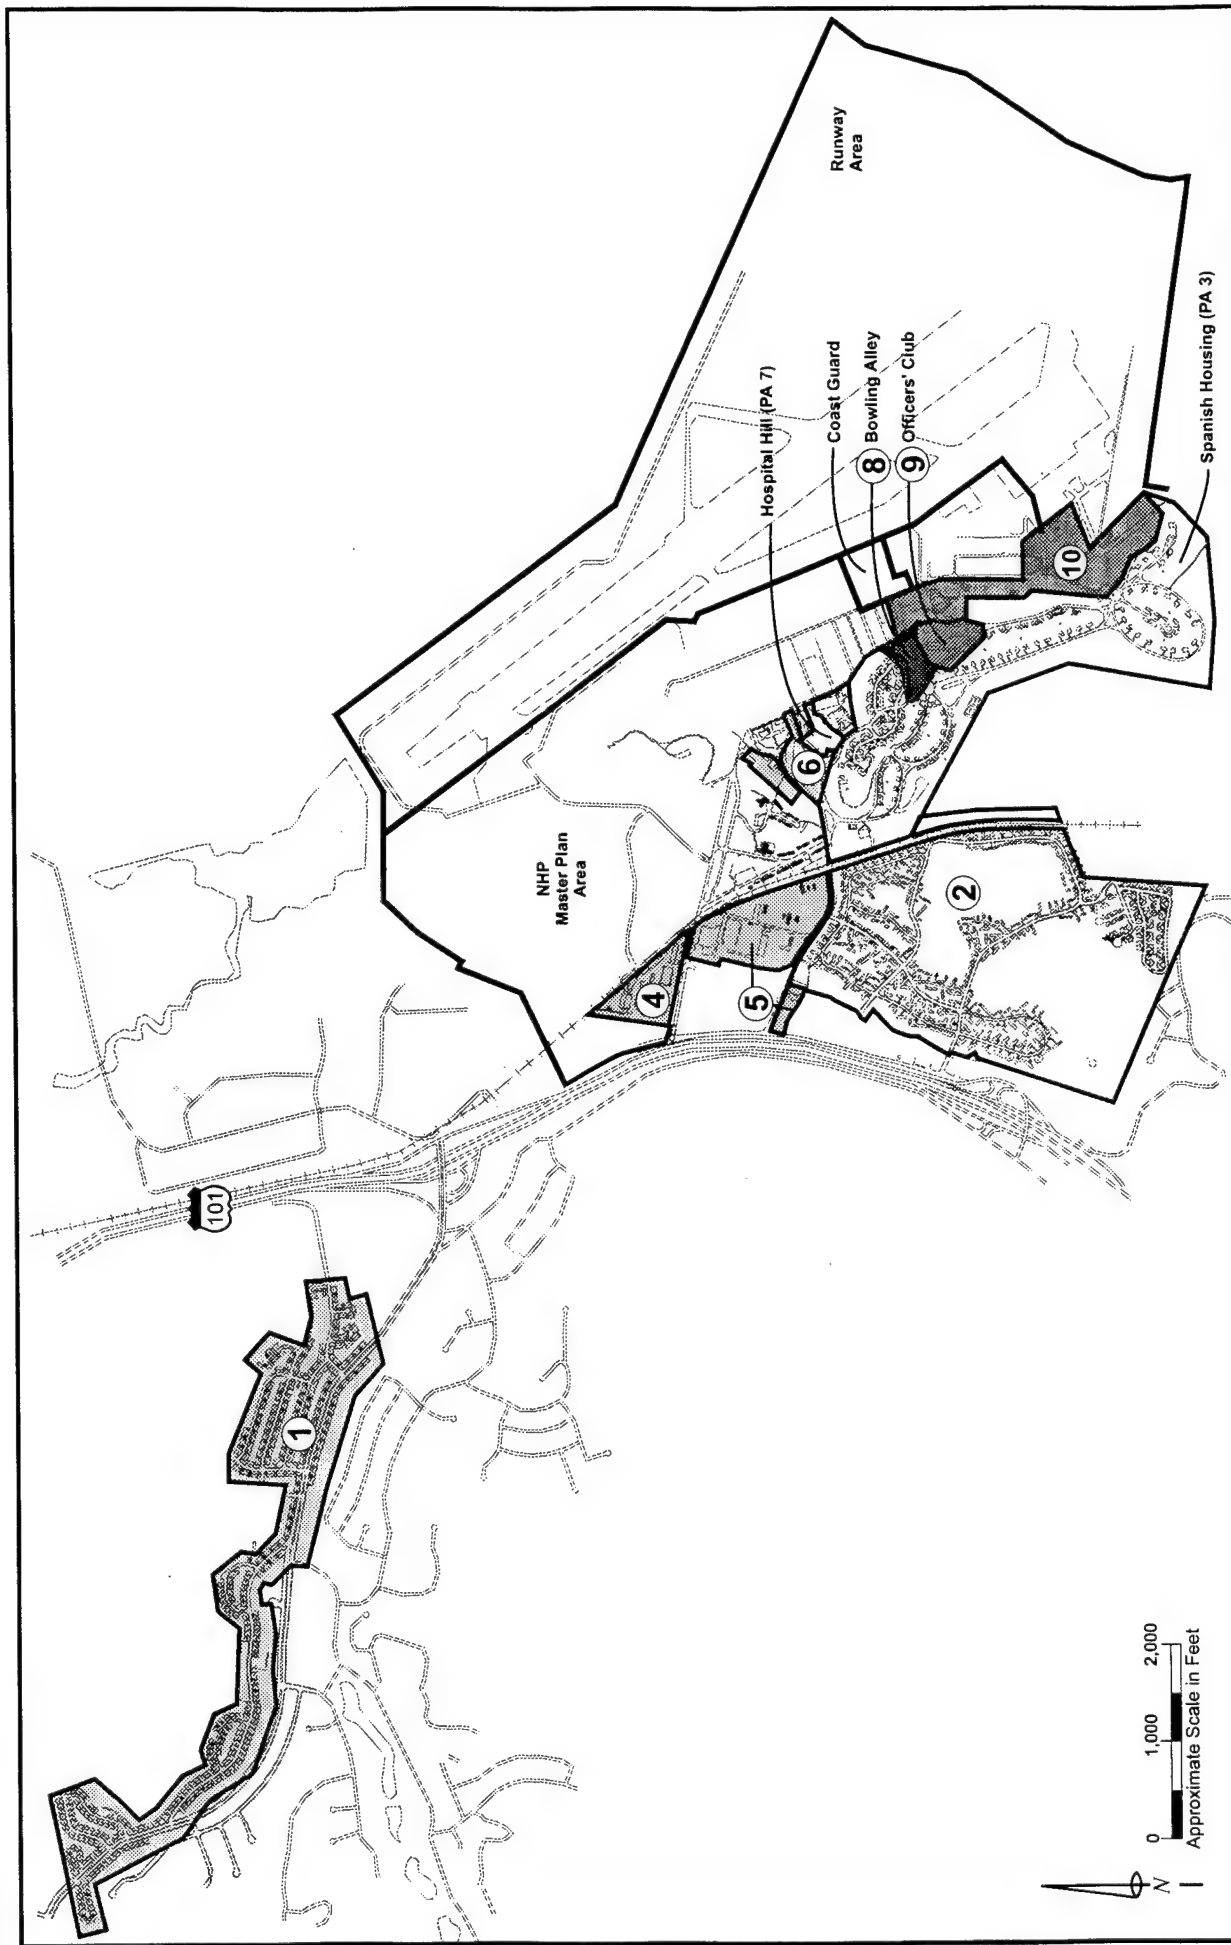 Runway
Area
NHP
Master Plan
Area
Hospital Hill (PA 7)
Coast Guard
8 Bowling Alley
9 Officers' Club
Spanish Housing (PA 3)
101
1
2
4
5
6
10
0 1,000 2,000
Approximate Scale in Feet
N